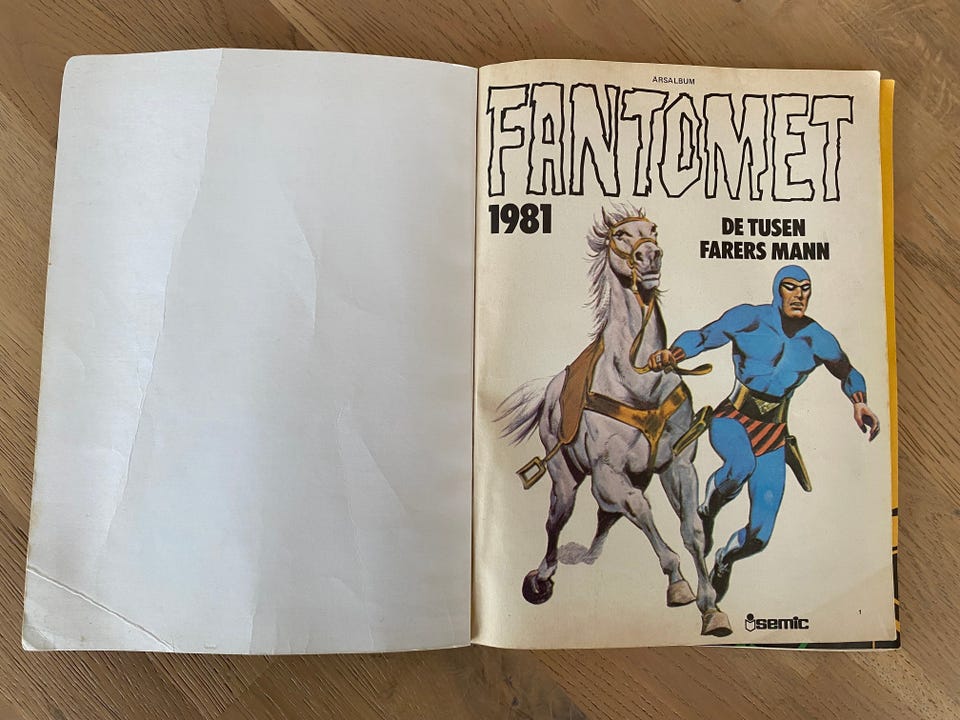 ÅRSALBUM
FANTOMET
1981
DE TUSEN
FARERS MANN
semic
1